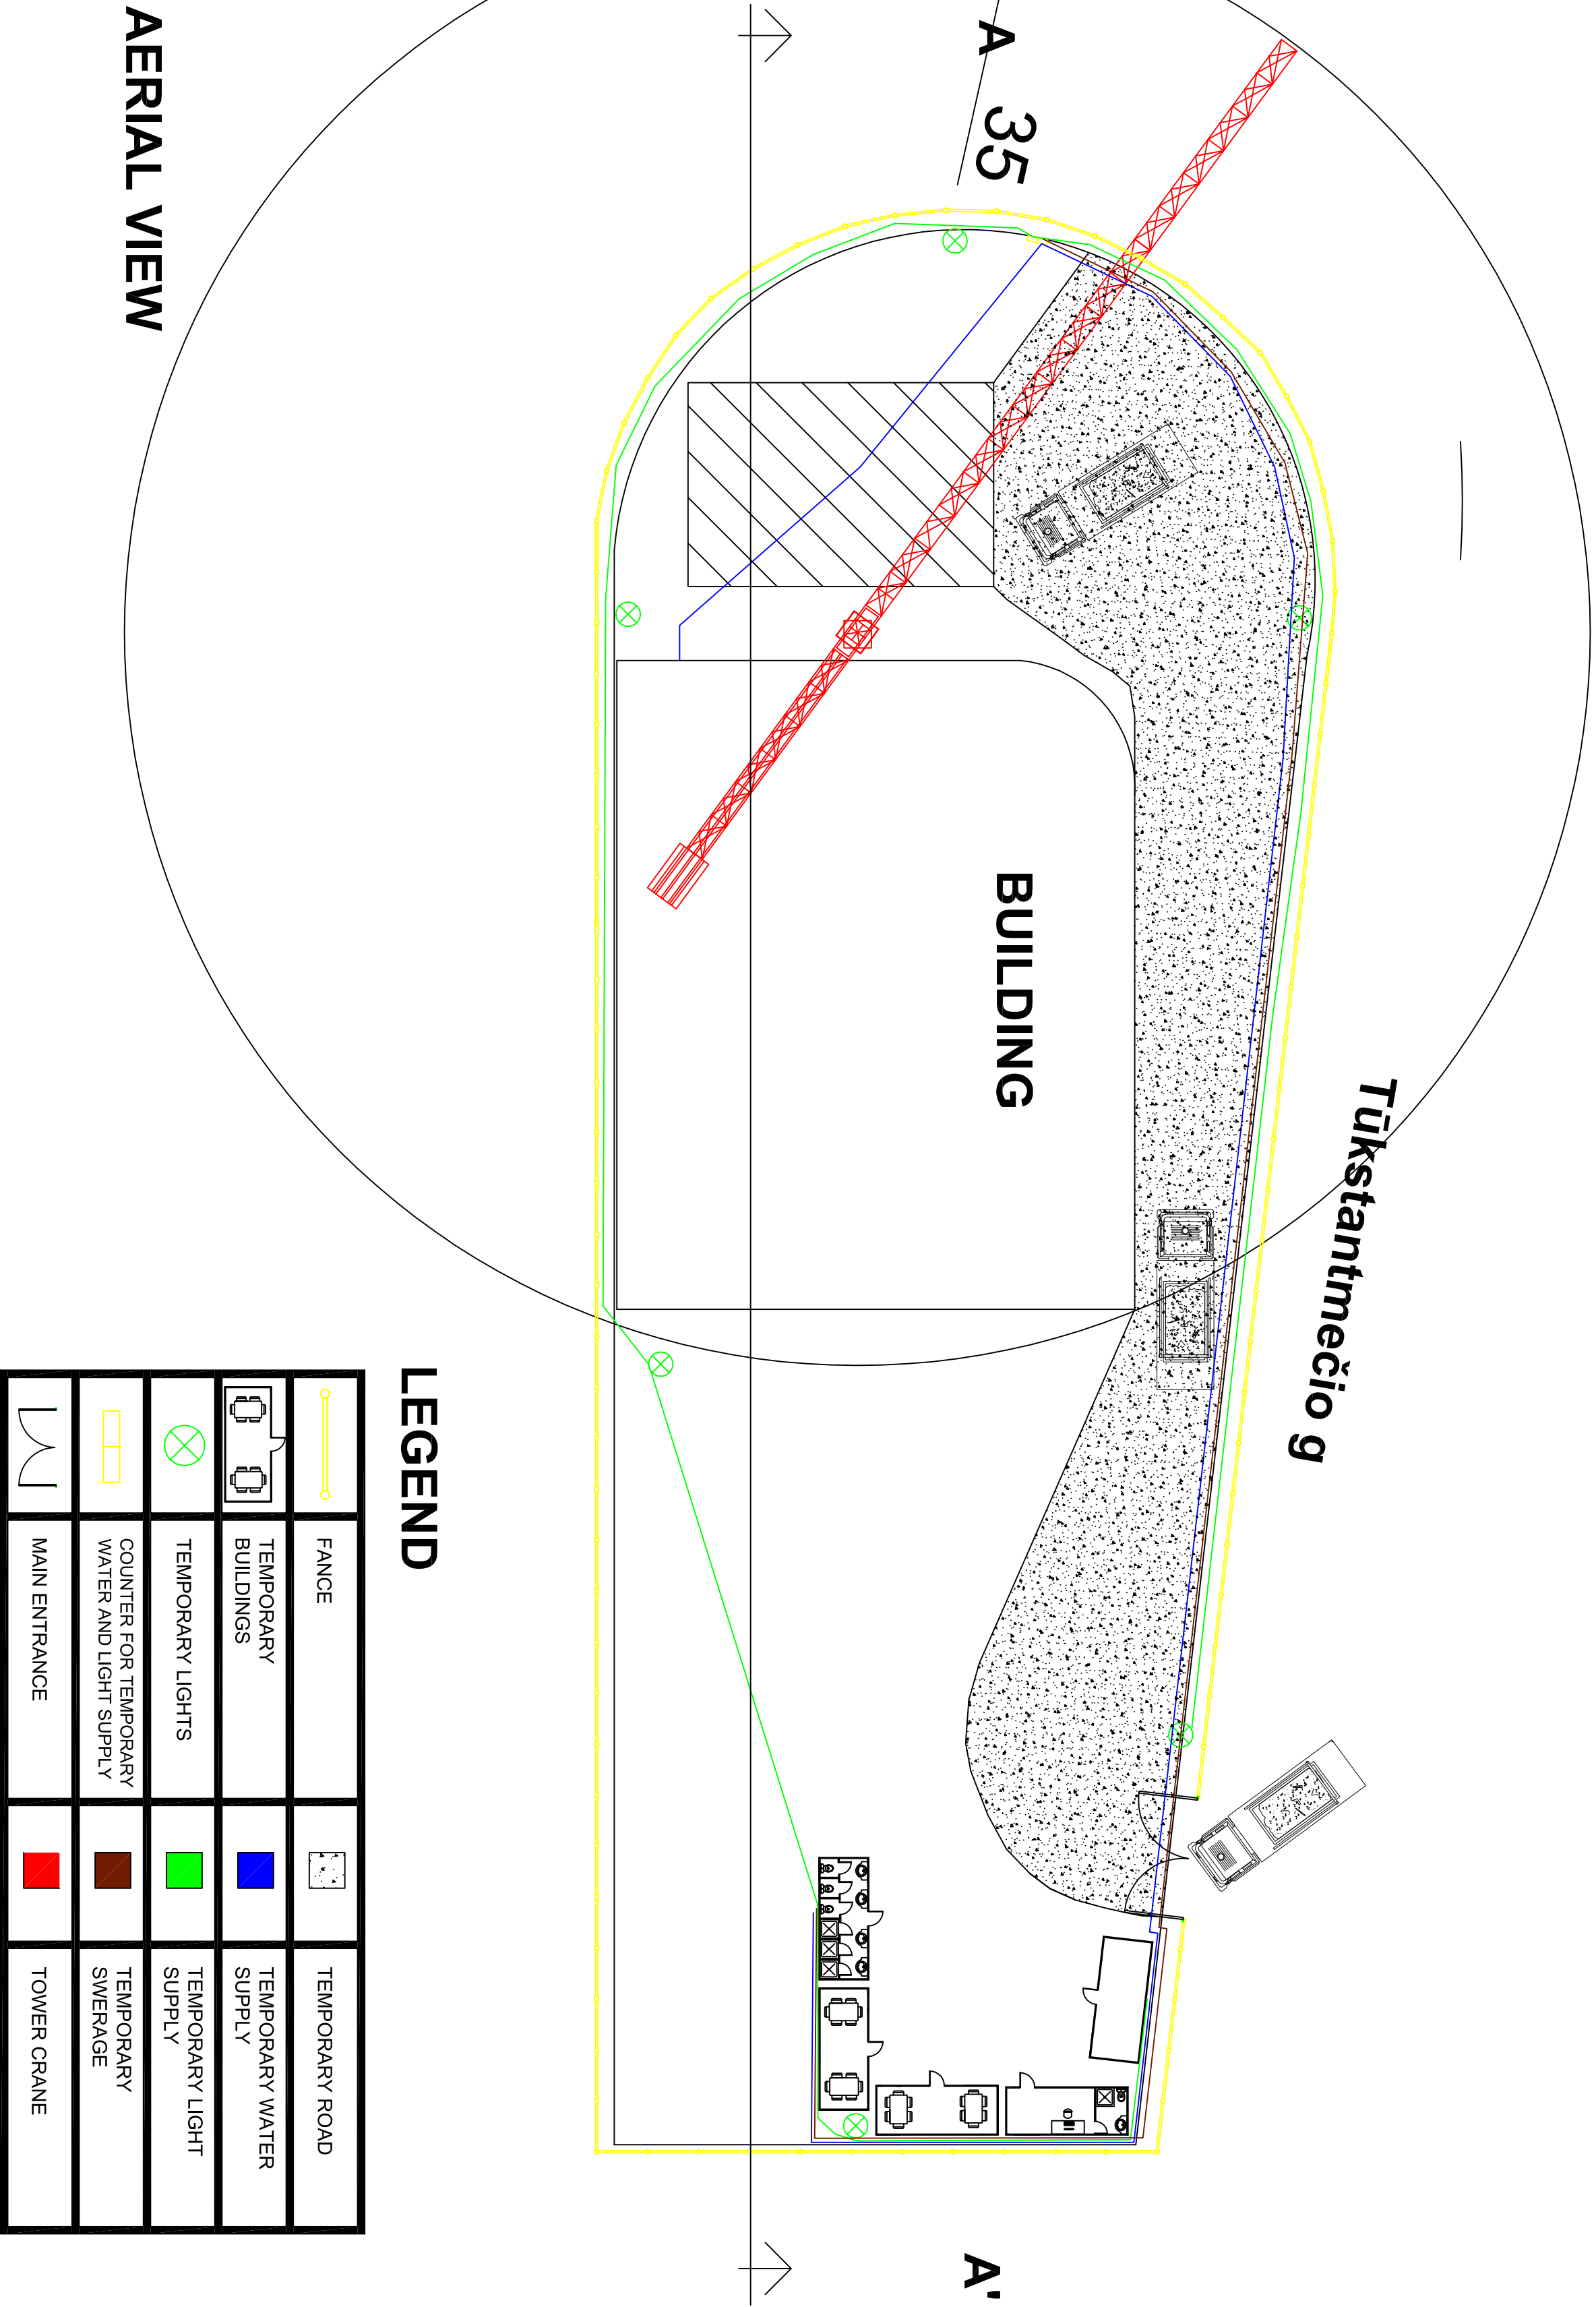 AERIAL VIEW
A
35
BUILDING
Tūkstantmečio g
A'
LEGEND
FANCE
TEMPORARY ROAD
TEMPORARY
BUILDINGS
TEMPORARY WATER
SUPPLY
TEMPORARY LIGHTS
TEMPORARY LIGHT
SUPPLY
COUNTER FOR TEMPORARY
WATER AND LIGHT SUPPLY
TEMPORARY
SWERAGE
MAIN ENTRANCE
TOWER CRANE